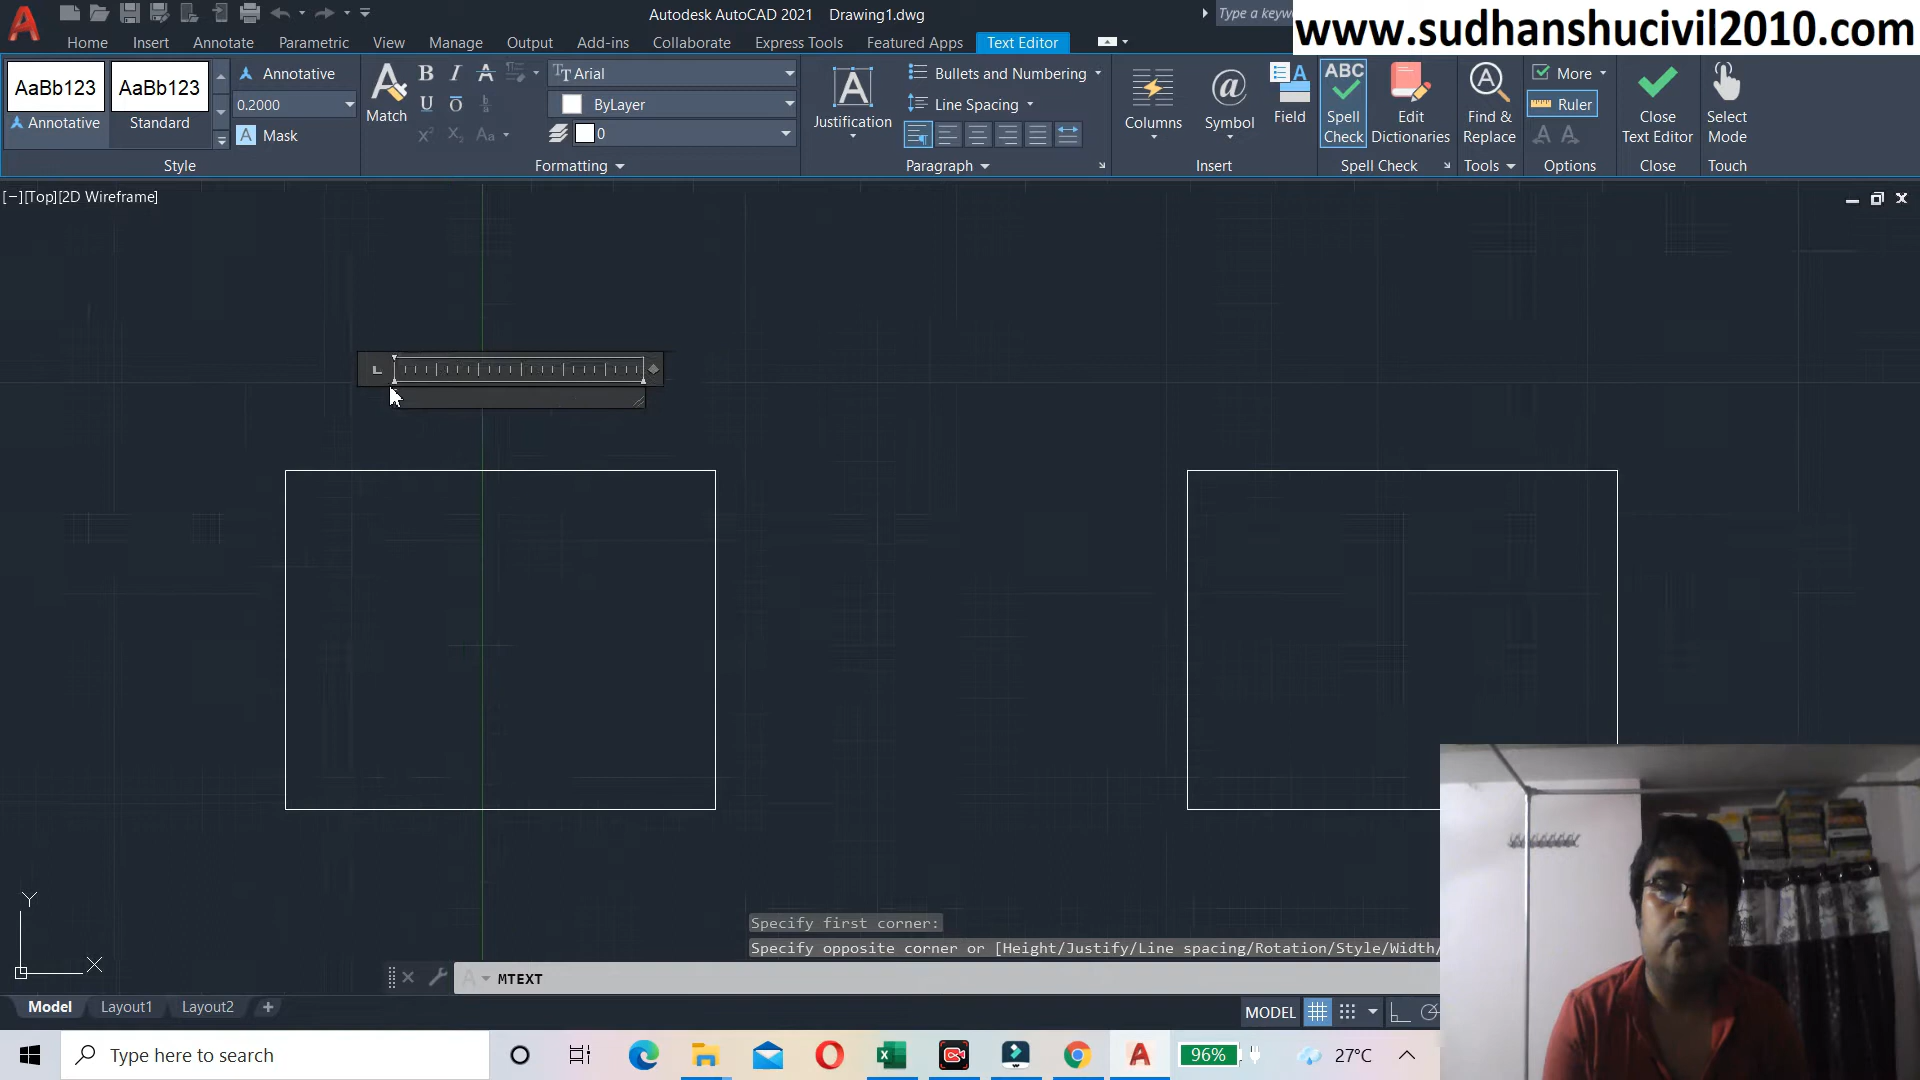 Autodesk AutoCAD 2021 Drawing1.dwg
Type a keyw
www.sudhanshucivil2010.com
Home Insert Annotate Parametric View Manage Output Add-ins Collaborate Express Tools Featured Apps Text Editor
AaBb123 AaBb123
Annotative Standard
Annotative
0.2000
Mask
Style
Match
Arial
ByLayer
0
Formatting
Justification
Bullets and Numbering
Line Spacing
Paragraph
Columns
Symbol
Field
Insert
ABC
Spell
Check
Edit
Dictionaries
Spell Check
Find &
Replace
Tools
More
Ruler
Options
Close
Text Editor
Close
Select
Mode
Touch
[−][Top][2D Wireframe]
Y
X
Specify first corner:
Specify opposite corner or [Height/Justify/Line spacing/Rotation/Style/Width/
MTEXT
Model Layout1 Layout2 +
MODEL
Type here to search
96%
27°C